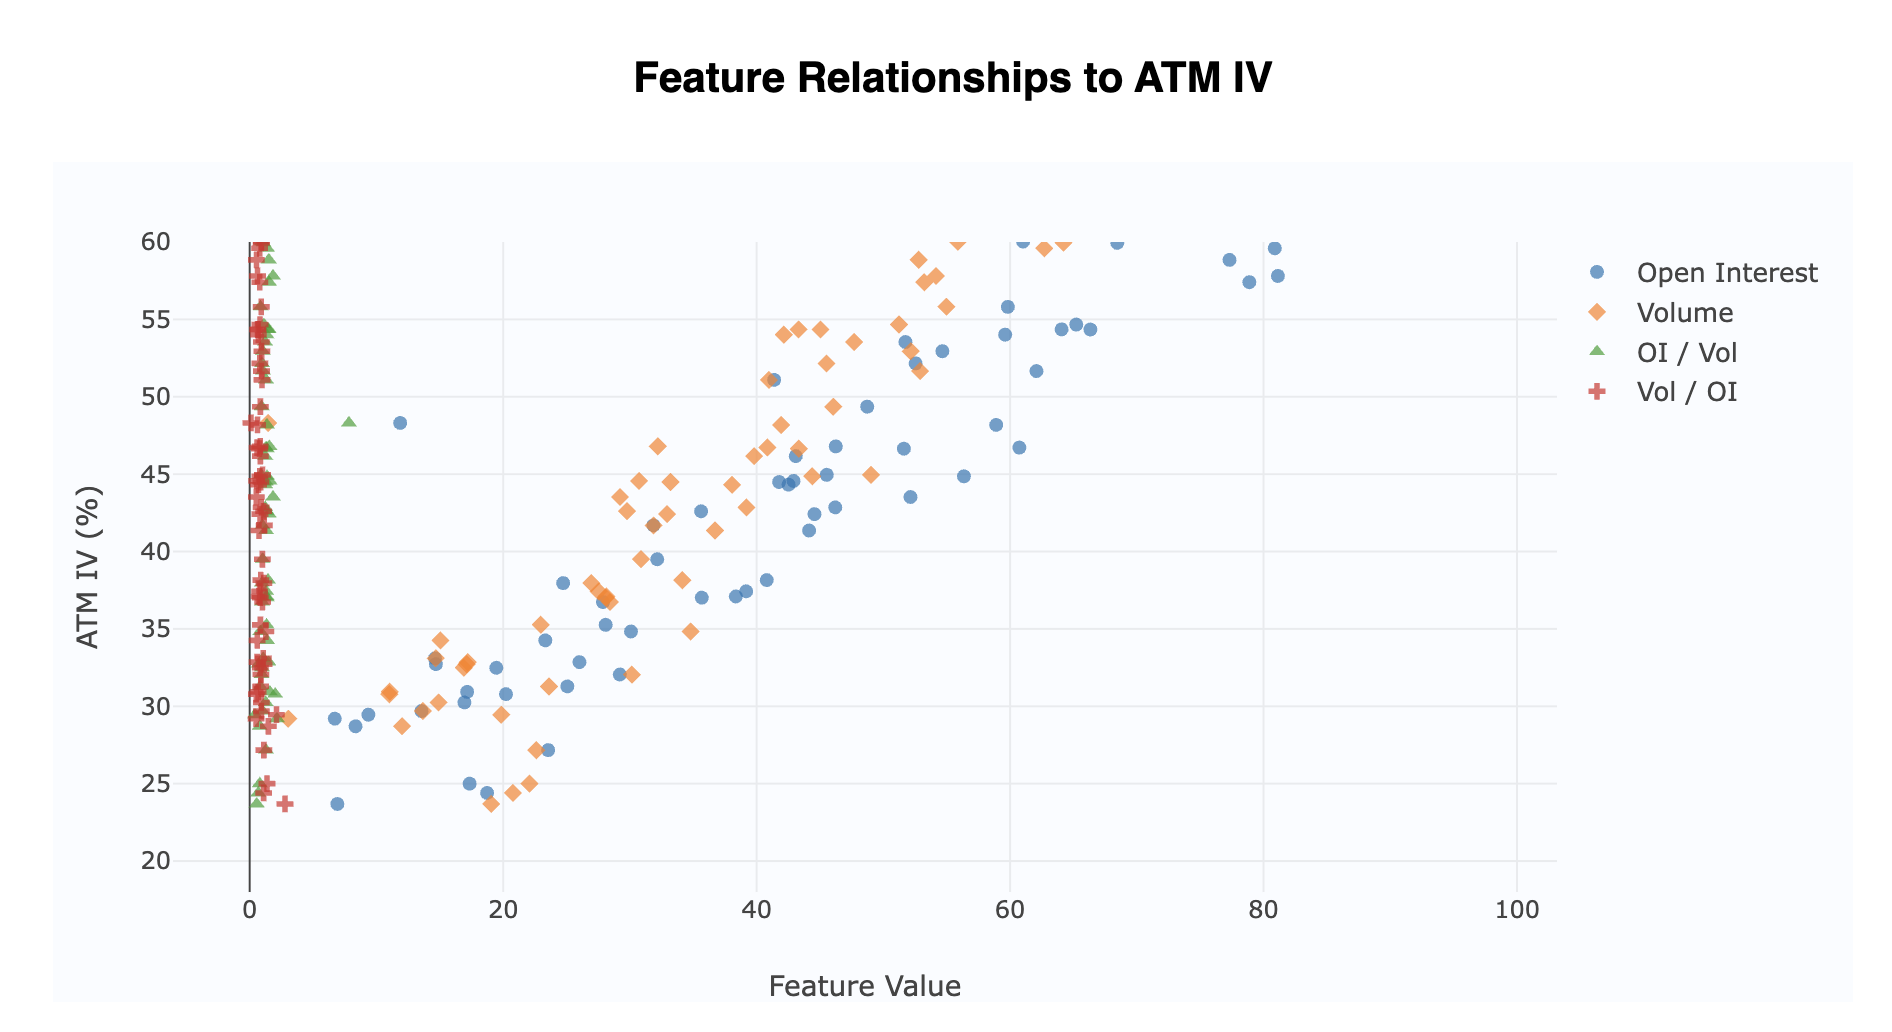 Feature Relationships to ATM IV
60
55
50
45
40
35
30
25
20
ATM IV (%)
0
20
40
60
80
100
Feature Value
Open Interest
Volume
OI / Vol
Vol / OI